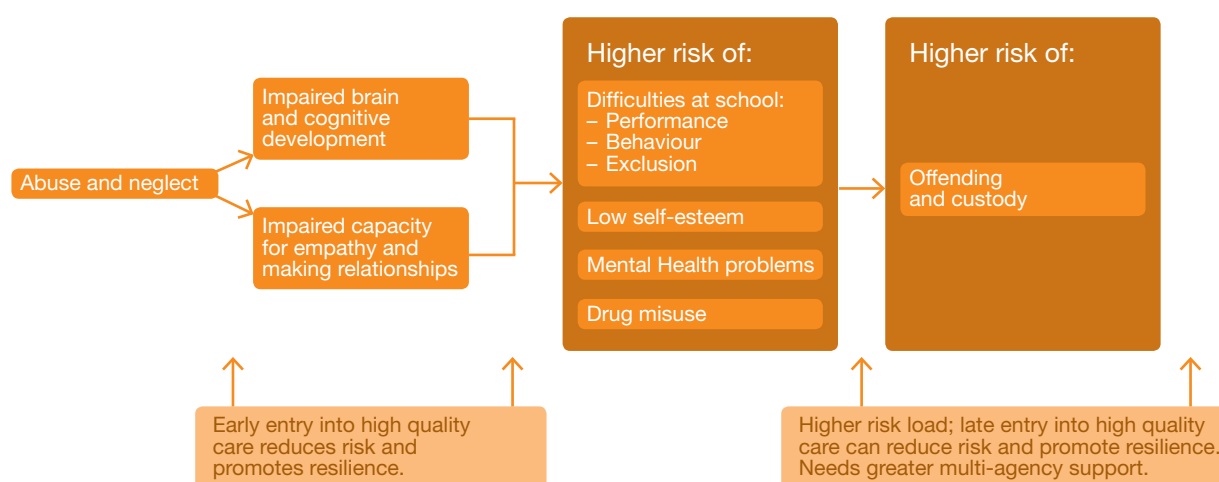 Abuse and neglect
Impaired brain
and cognitive
development
Impaired capacity
for empathy and
making relationships
Higher risk of:
Difficulties at school:
– Performance
– Behaviour
– Exclusion
Low self-esteem
Mental Health problems
Drug misuse
Higher risk of:
Offending
and custody
Early entry into high quality
care reduces risk and
promotes resilience.
Higher risk load; late entry into high quality
care can reduce risk and promote resilience.
Needs greater multi-agency support.